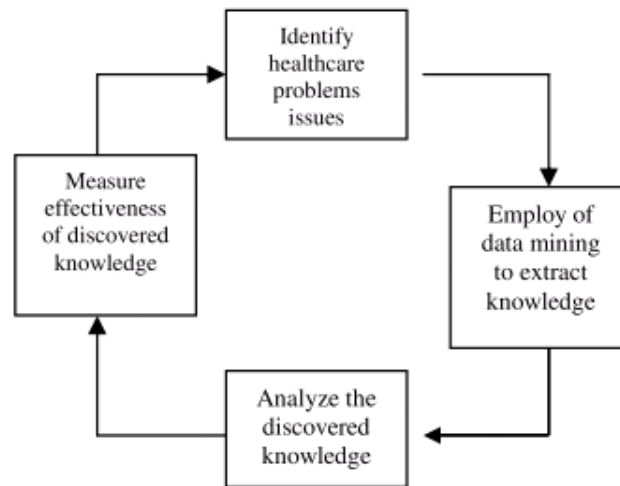 Identify
healthcare
problems
issues
Employ of
data mining
to extract
knowledge
Analyze the
discovered
knowledge
Measure
effectiveness
of discovered
knowledge